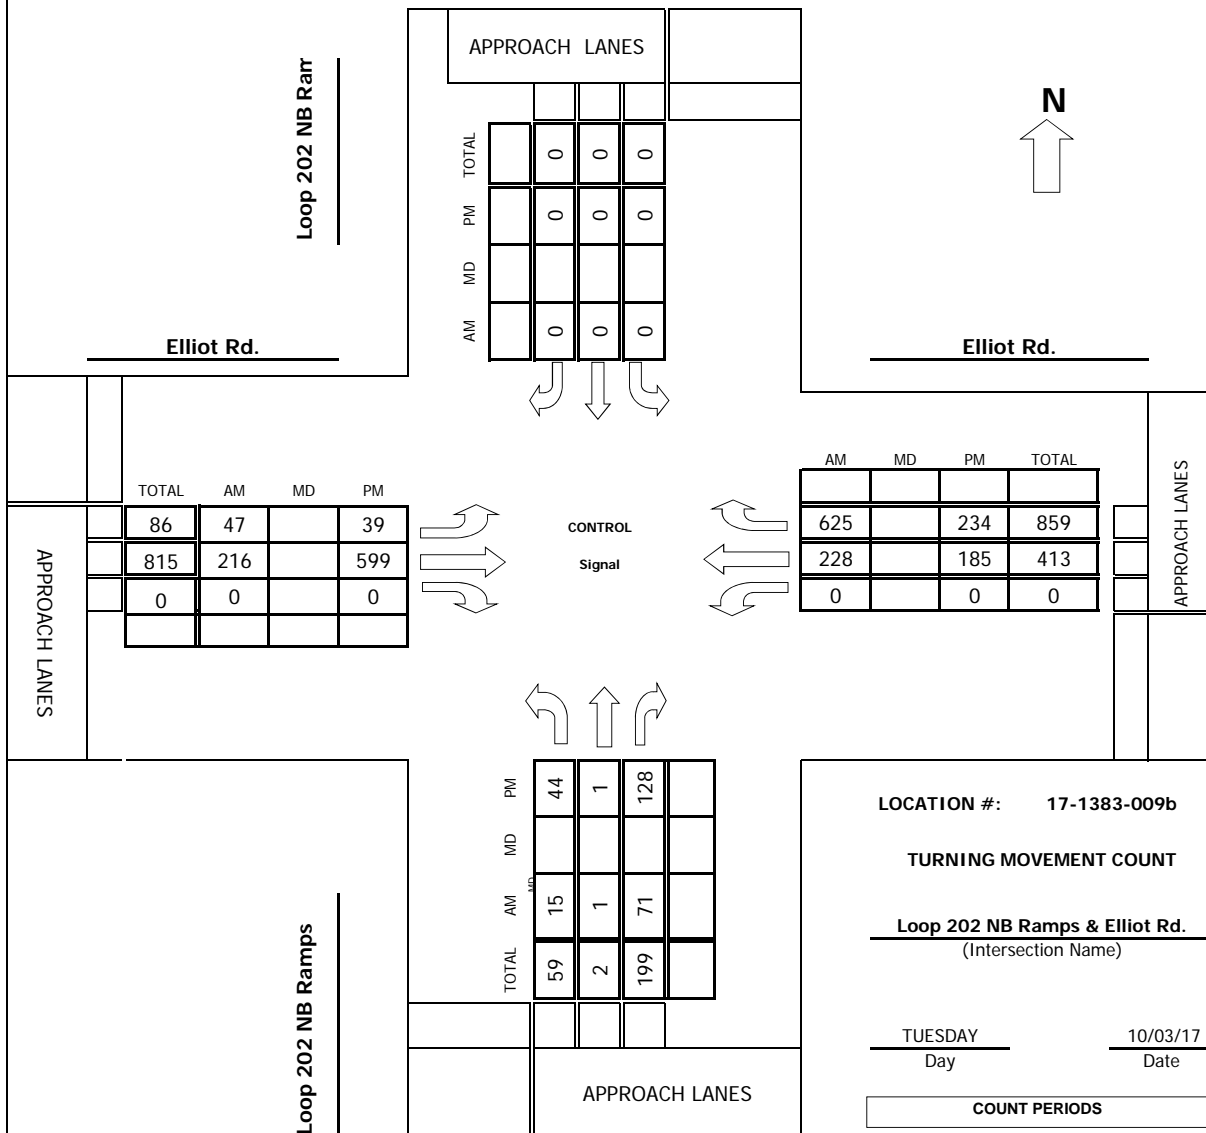 APPROACH LANES
Loop 202 NB Ram
N
TOTAL 0 0 0
PM 0 0 0
MD
AM 0 0 0
Elliot Rd.
Elliot Rd.
AM MD PM TOTAL
625 234 859
228 185 413
0 0 0
APPROACH LANES
TOTAL AM MD PM
86 47 39
815 216 599
0 0 0
APPROACH LANES
CONTROL
Signal
PM 44 1 128
MD
MD
AM 15 1 71
TOTAL 59 2 199
Loop 202 NB Ramps
APPROACH LANES
LOCATION #: 17-1383-009b
TURNING MOVEMENT COUNT
Loop 202 NB Ramps & Elliot Rd.
(Intersection Name)
TUESDAY 10/03/17
Day Date
COUNT PERIODS